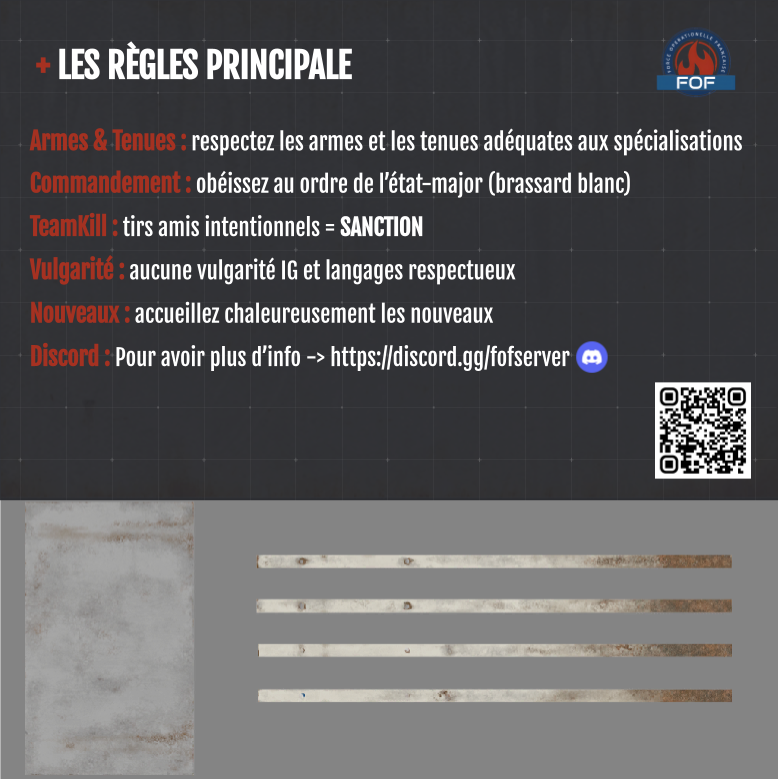 + LES RÈGLES PRINCIPALE
FORCE OPERATIONELLE FRANÇAISE
FOF
Armes & Tenues : respectez les armes et les tenues adéquates aux spécialisations
Commandement : obéissez au ordre de l'état-major (brassard blanc)
TeamKill : tirs amis intentionnels = SANCTION
Vulgarité : aucune vulgarité IG et langages respectueux
Nouveaux : accueillez chaleureusement les nouveaux
Discord : Pour avoir plus d'info -> https://discord.gg/fofserver